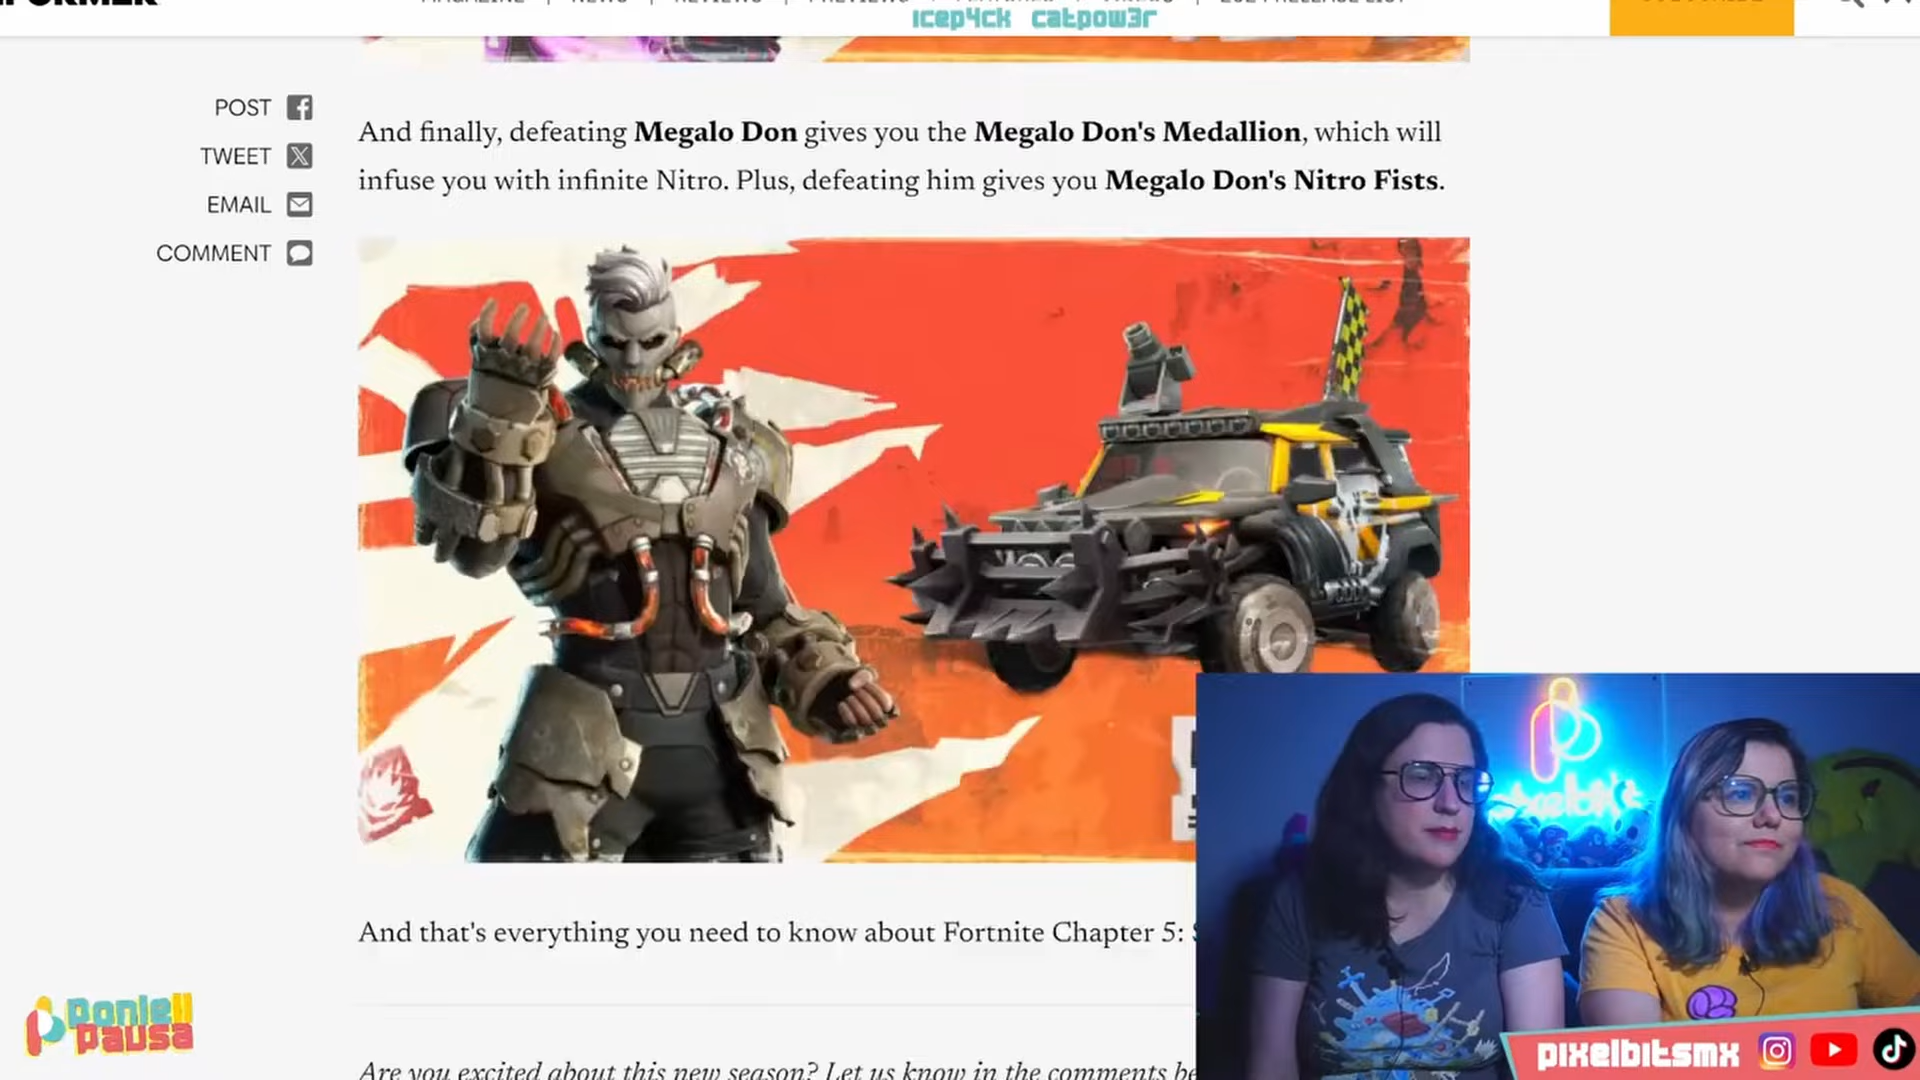 icep4ck catpow3r
POST
TWEET
EMAIL
COMMENT
And finally, defeating Megalo Don gives you the Megalo Don's Medallion, which will
infuse you with infinite Nitro. Plus, defeating him gives you Megalo Don's Nitro Fists.
And that's everything you need to know about Fortnite Chapter 5:
Are you excited about this new season? Let us know in the comments be
Ponle
Pausa
pixelbitsmx